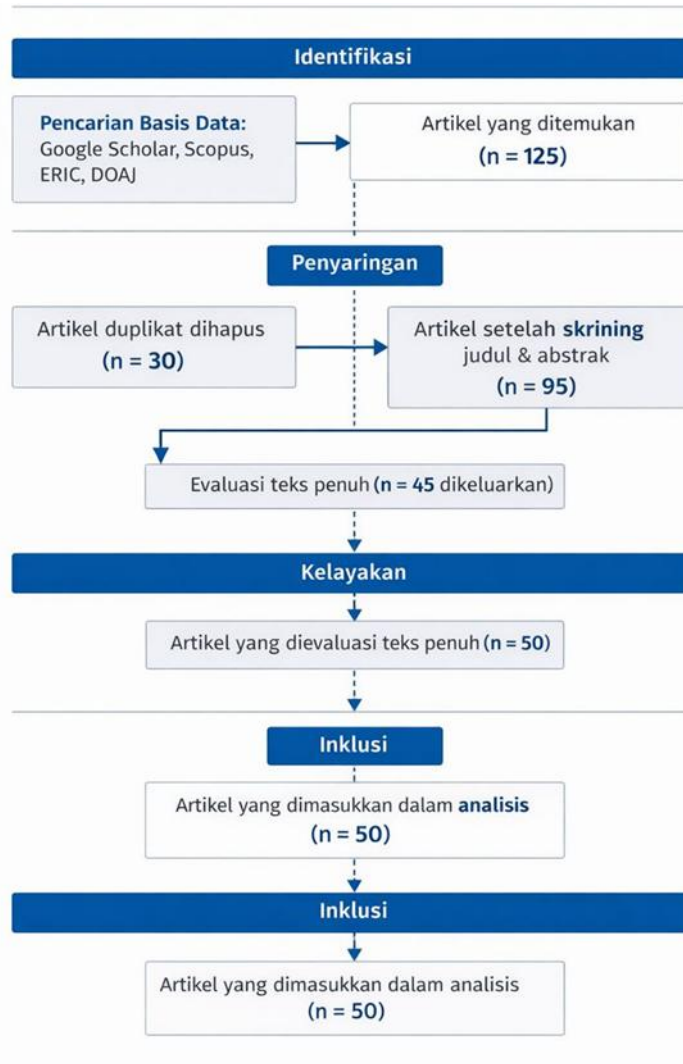 Identifikasi
Pencarian Basis Data:
Google Scholar, Scopus,
ERIC, DOAJ
Artikel yang ditemukan
(n = 125)
Penyaringan
Artikel duplikat dihapus
(n = 30)
Artikel setelah skrining
judul & abstrak
(n = 95)
Evaluasi teks penuh (n = 45 dikeluarkan)
Kelayakan
Artikel yang dievaluasi teks penuh (n = 50)
Inklusi
Artikel yang dimasukkan dalam analisis
(n = 50)
Inklusi
Artikel yang dimasukkan dalam analisis
(n = 50)